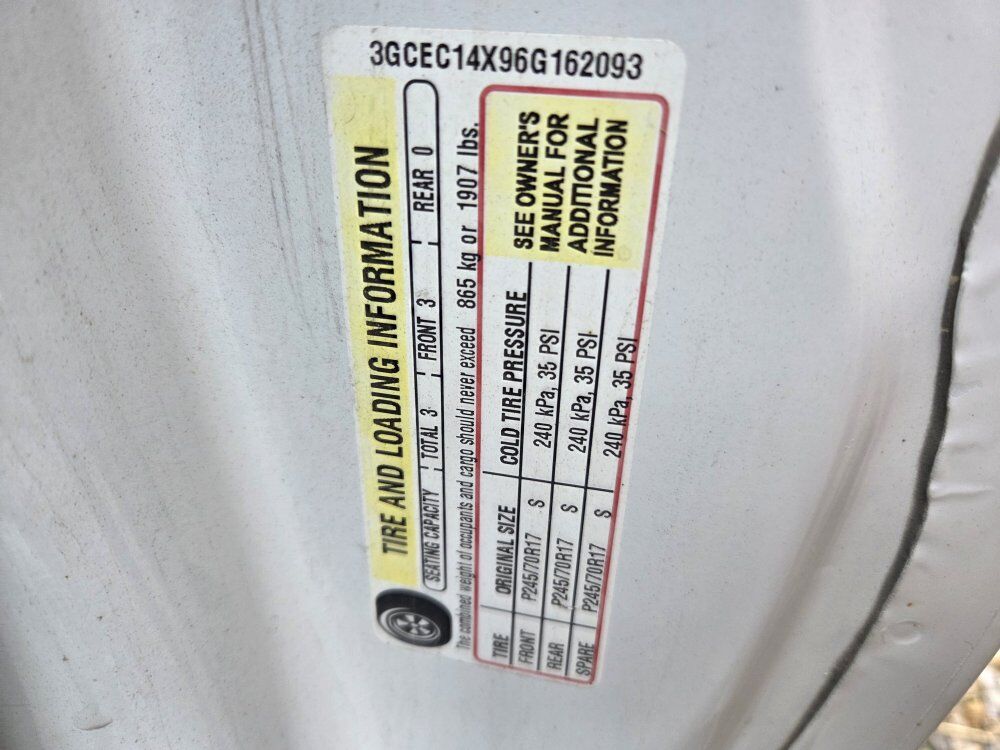 3GCEC14X96G162093
TIRE AND LOADING INFORMATION
SEATING CAPACITY TOTAL 3 FRONT 3 REAR 0
The combined weight of occupants and cargo should never exceed 865 kg or 1907 lbs.
TIRE ORIGINAL SIZE COLD TIRE PRESSURE
FRONT P245/70R17 S 240 kPa, 35 PSI
REAR P245/70R17 S 240 kPa, 35 PSI
SPARE P245/70R17 S 240 kPa, 35 PSI
SEE OWNER'S
MANUAL FOR
ADDITIONAL
INFORMATION